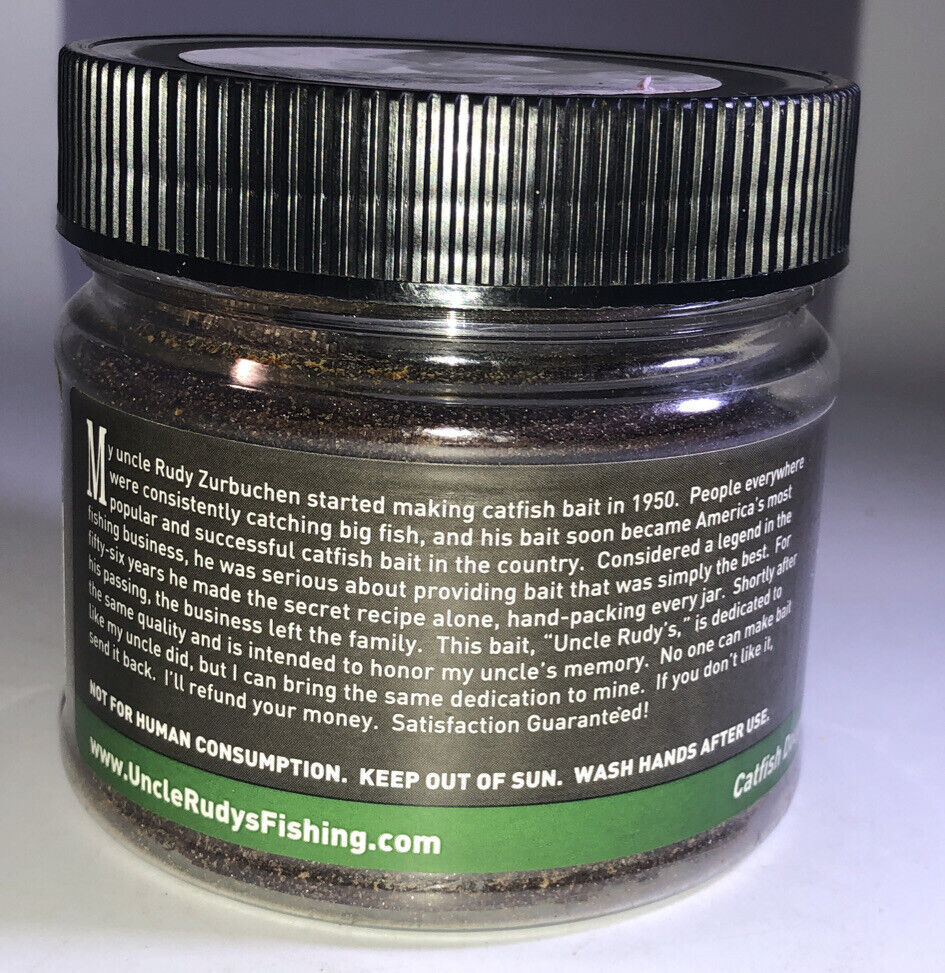 My uncle Rudy Zurbuchen started making catfish bait in 1950. People everywhere
were consistently catching big fish, and his bait soon became America's most
popular and successful catfish bait in the country. Considered a legend in the
fishing business, he was serious about providing bait that was simply the best. For
fifty-six years he made the secret recipe alone, hand-packing every jar. Shortly after
his passing, the business left the family. This bait, "Uncle Rudy's," is dedicated to
the same quality and is intended to honor my uncle's memory. No one can make bait
like my uncle did, but I can bring the same dedication to mine. If you don't like it,
send it back. I'll refund your money. Satisfaction Guaranteed!
NOT FOR HUMAN CONSUMPTION. KEEP OUT OF SUN. WASH HANDS AFTER USE.
www.UncleRudysFishing.com
Catfish